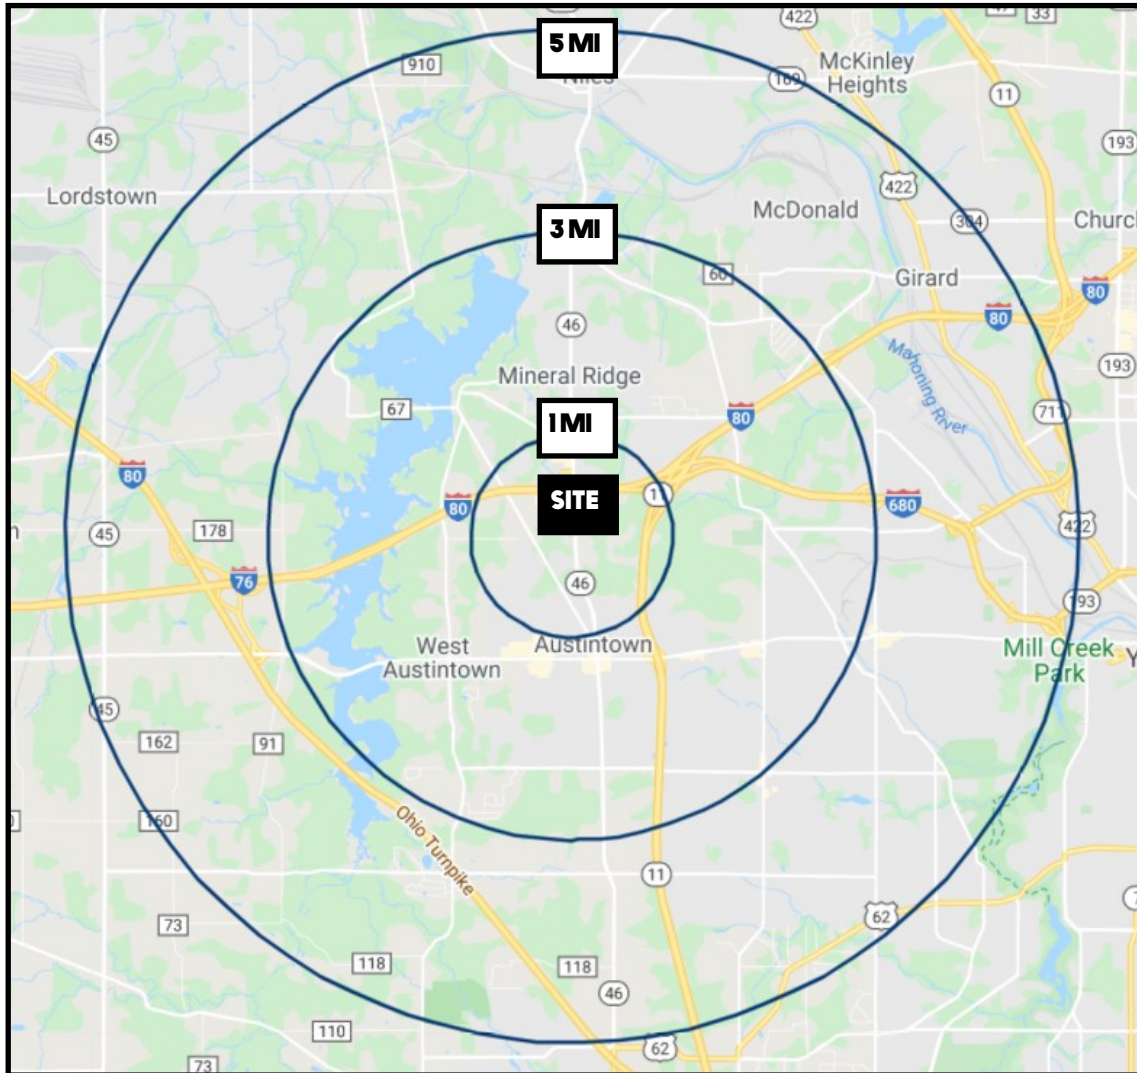 422
33
5 MI
Niles
910
169
McKinley
Heights
11
45
193
Lordstown
422
3 MI
McDonald
304
Church
60
Girard
80
80
46
Mahoning River
Mineral Ridge
193
67
1 MI
80
711
80
SITE
11
680
80
45
178
422
76
46
193
West
Austintown
Austintown
Mill Creek
Park
Y
45
162
91
160
Ohio Turnpike
11
73
62
7
118
118
46
110
62
73